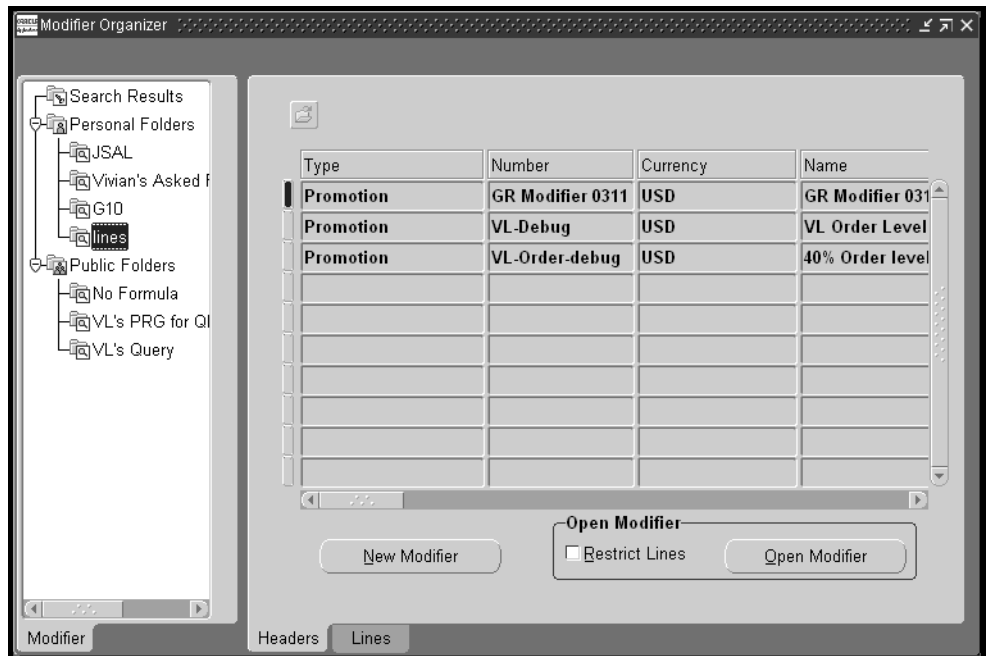 Modifier Organizer
Search Results
Personal Folders
JSAL
Vivian's Asked
G10
lines
Public Folders
No Formula
VL's PRG for
VL's Query
Modifier
Type Number Currency Name
Promotion GR Modifier 0311 USD GR Modifier 031
Promotion VL-Debug USD VL Order Level
Promotion VL-Order-debug USD 40% Order level
New Modifier
Open Modifier
Restrict Lines
Open Modifier
Headers Lines